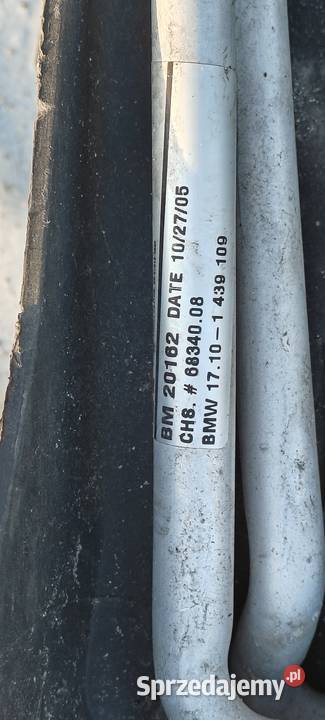 BM 20162 DATE 10/27/05
CHS. # 68340.08
BMW 17.10-1 439 109
Sprzedajemy.pl